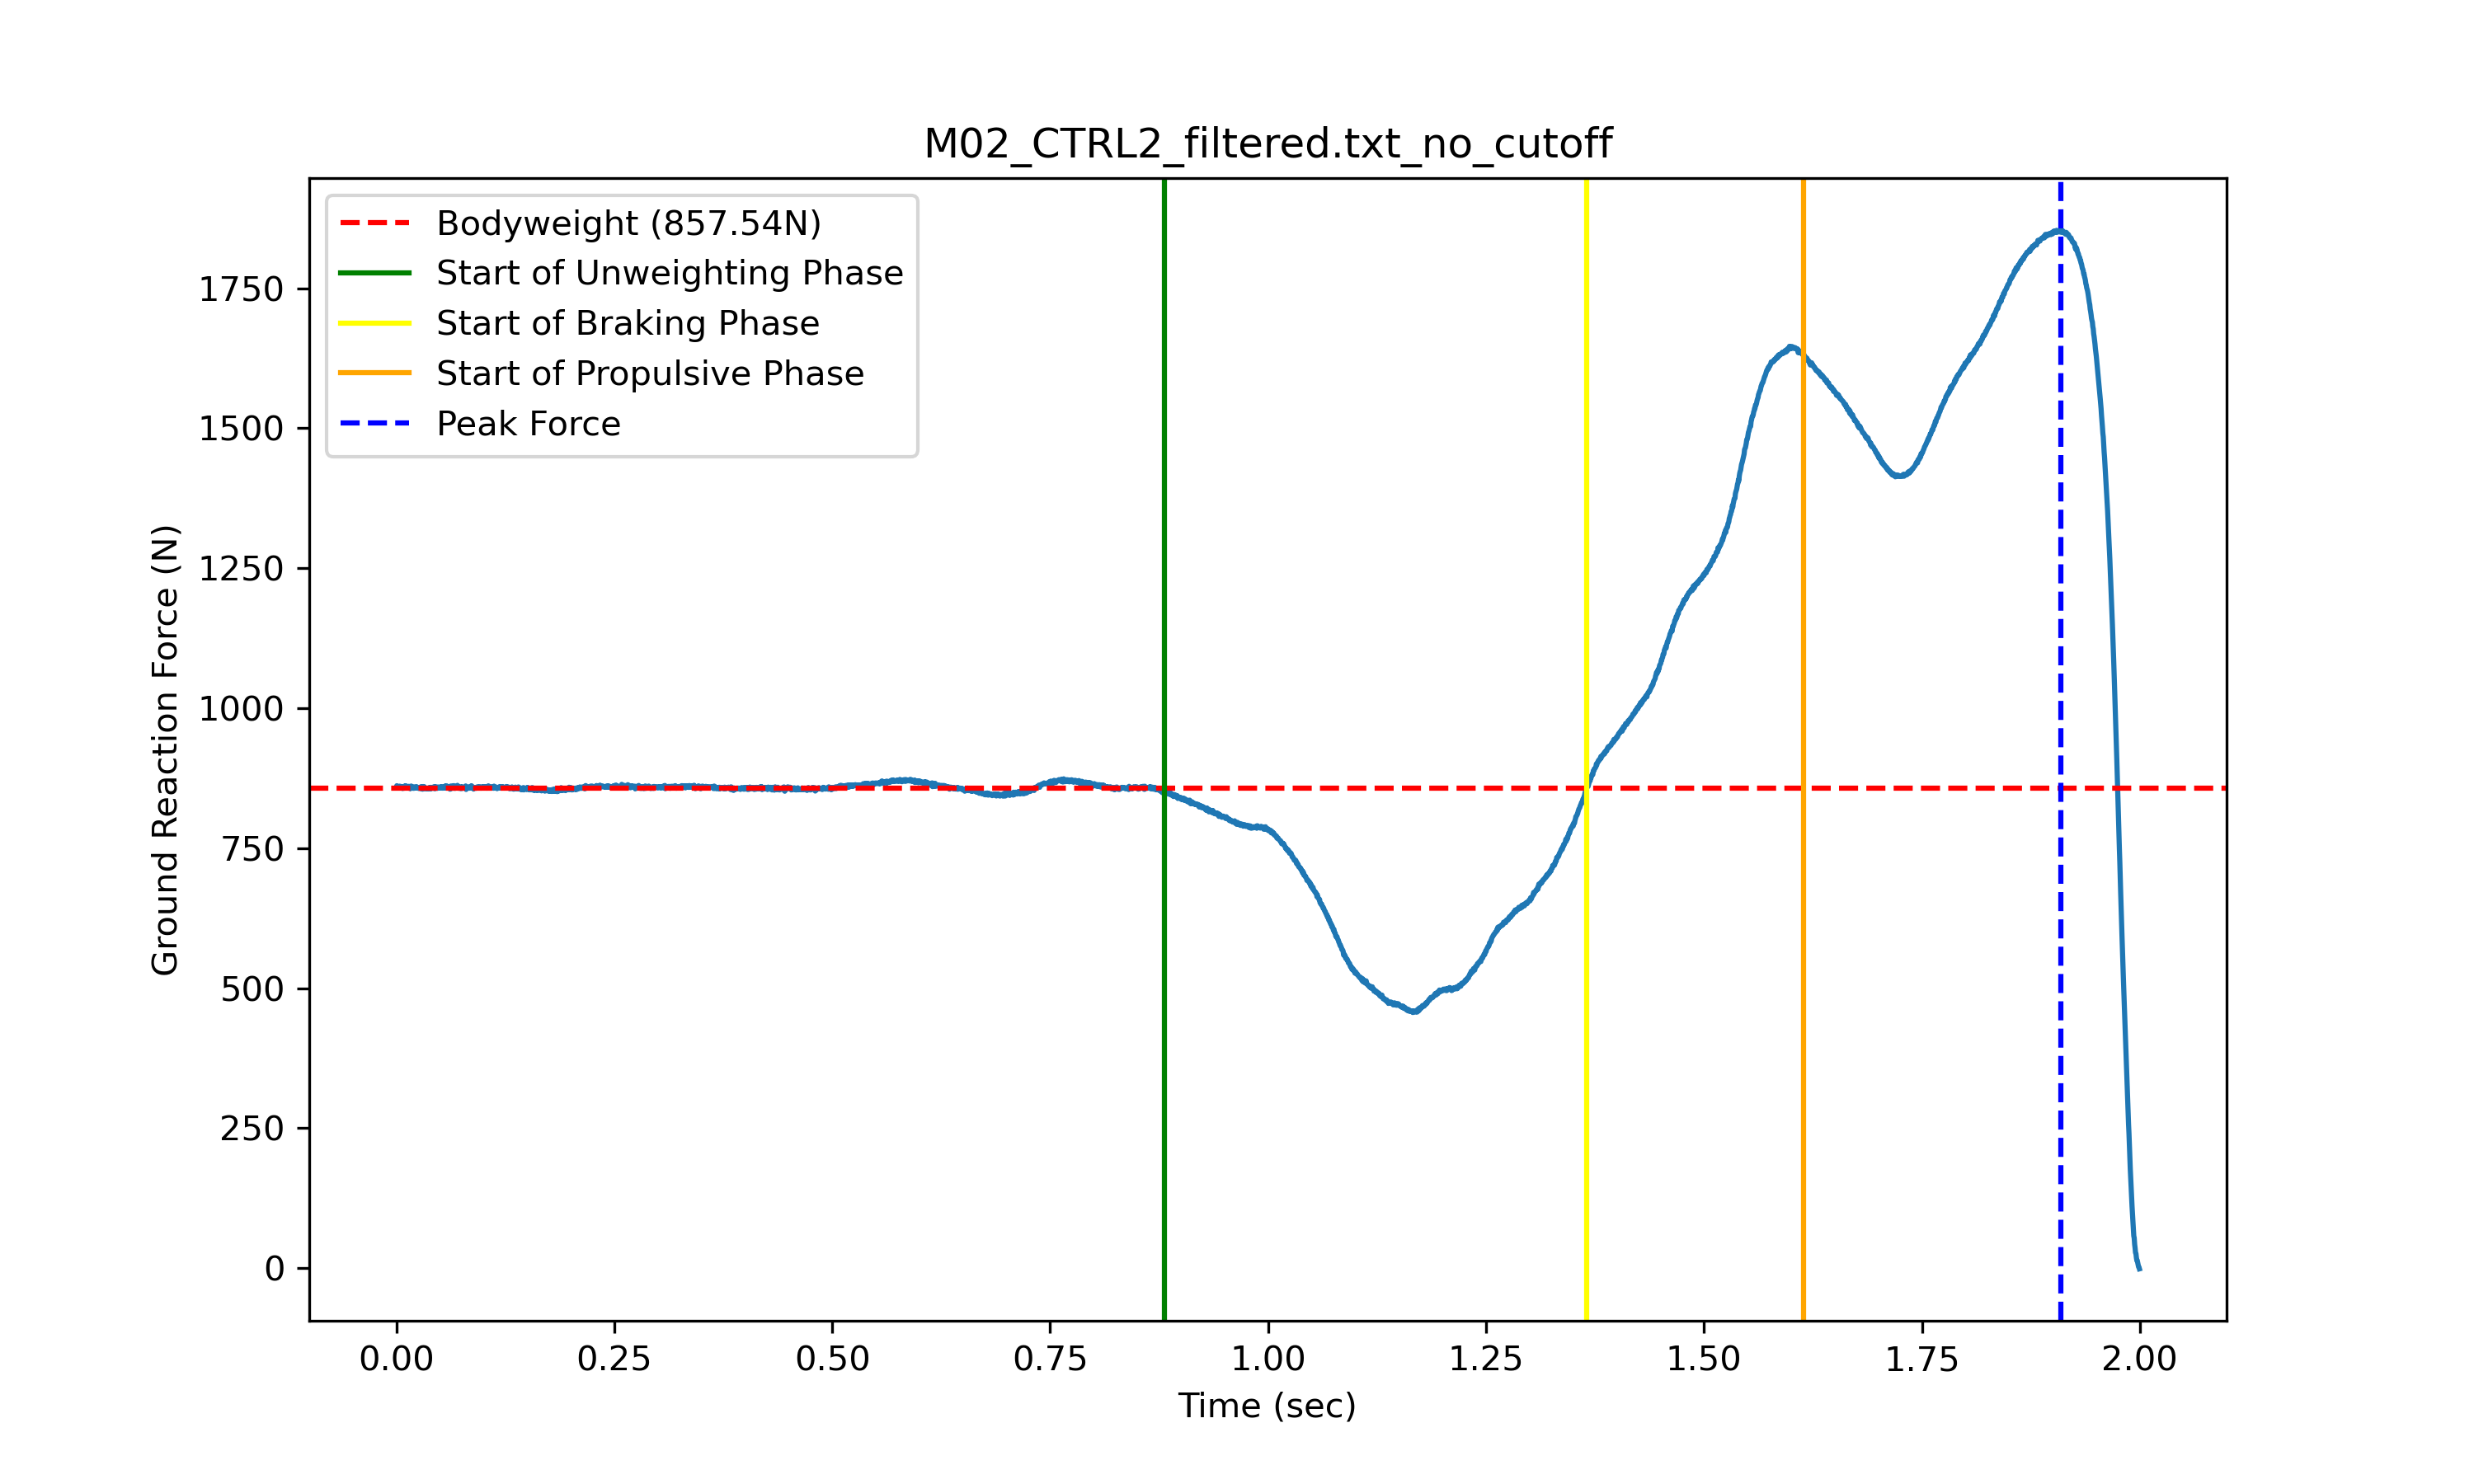 M02_CTRL2_filtered.txt_no_cutoff
Bodyweight (857.54N)
Start of Unweighting Phase
Start of Braking Phase
Start of Propulsive Phase
Peak Force
Ground Reaction Force (N)
1750
1500
1250
1000
750
500
250
0
0.00 0.25 0.50 0.75 1.00 1.25 1.50 1.75 2.00
Time (sec)